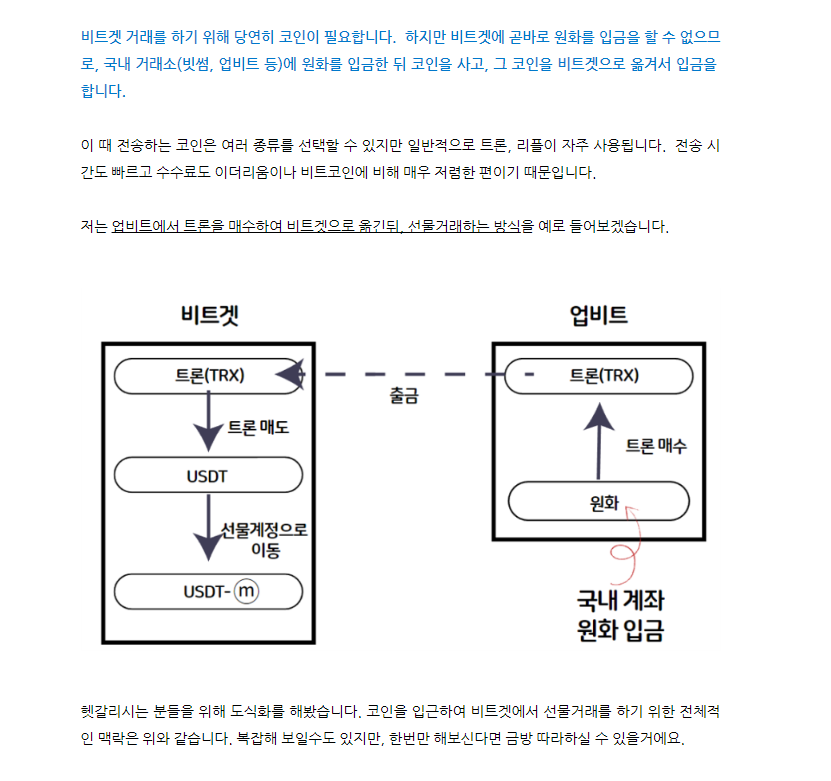 비트겟 거래를 하기 위해 당연히 코인이 필요합니다.  하지만 비트겟에 곧바로 원화를 입금을 할 수 없으므
로, 국내 거래소(빗썸, 업비트 등)에 원화를 입금한 뒤 코인을 사고, 그 코인을 비트겟으로 옮겨서 입금을
합니다.
이 때 전송하는 코인은 여러 종류를 선택할 수 있지만 일반적으로 트론, 리플이 자주 사용됩니다.  전송 시
간도 빠르고 수수료도 이더리움이나 비트코인에 비해 매우 저렴한 편이기 때문입니다.
저는 업비트에서 트론을 매수하여 비트겟으로 옮긴뒤, 선물거래하는 방식을 예로 들어보겠습니다.
비트겟
트론(TRX)
트론 매도
USDT
선물계정으로
이동
USDT-ⓜ
출금
업비트
트론(TRX)
트론 매수
원화
국내 계좌
원화 입금
헷갈리시는 분들을 위해 도식화를 해봤습니다. 코인을 입근하여 비트겟에서 선물거래를 하기 위한 전체적
인 맥락은 위와 같습니다. 복잡해 보일수도 있지만, 한번만 해보신다면 금방 따라하실 수 있을거에요.